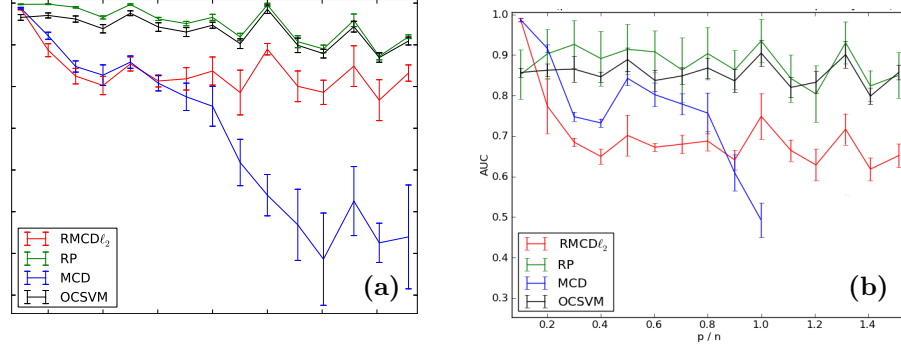 RMCDℓ₂
RP
MCD
OCSVM
(a)
AUC
1.0
0.9
0.8
0.7
0.6
0.5
0.4
0.3
RMCDℓ₂
RP
MCD
OCSVM
(b)
0.2 0.4 0.6 0.8 1.0 1.2 1.4
p / n